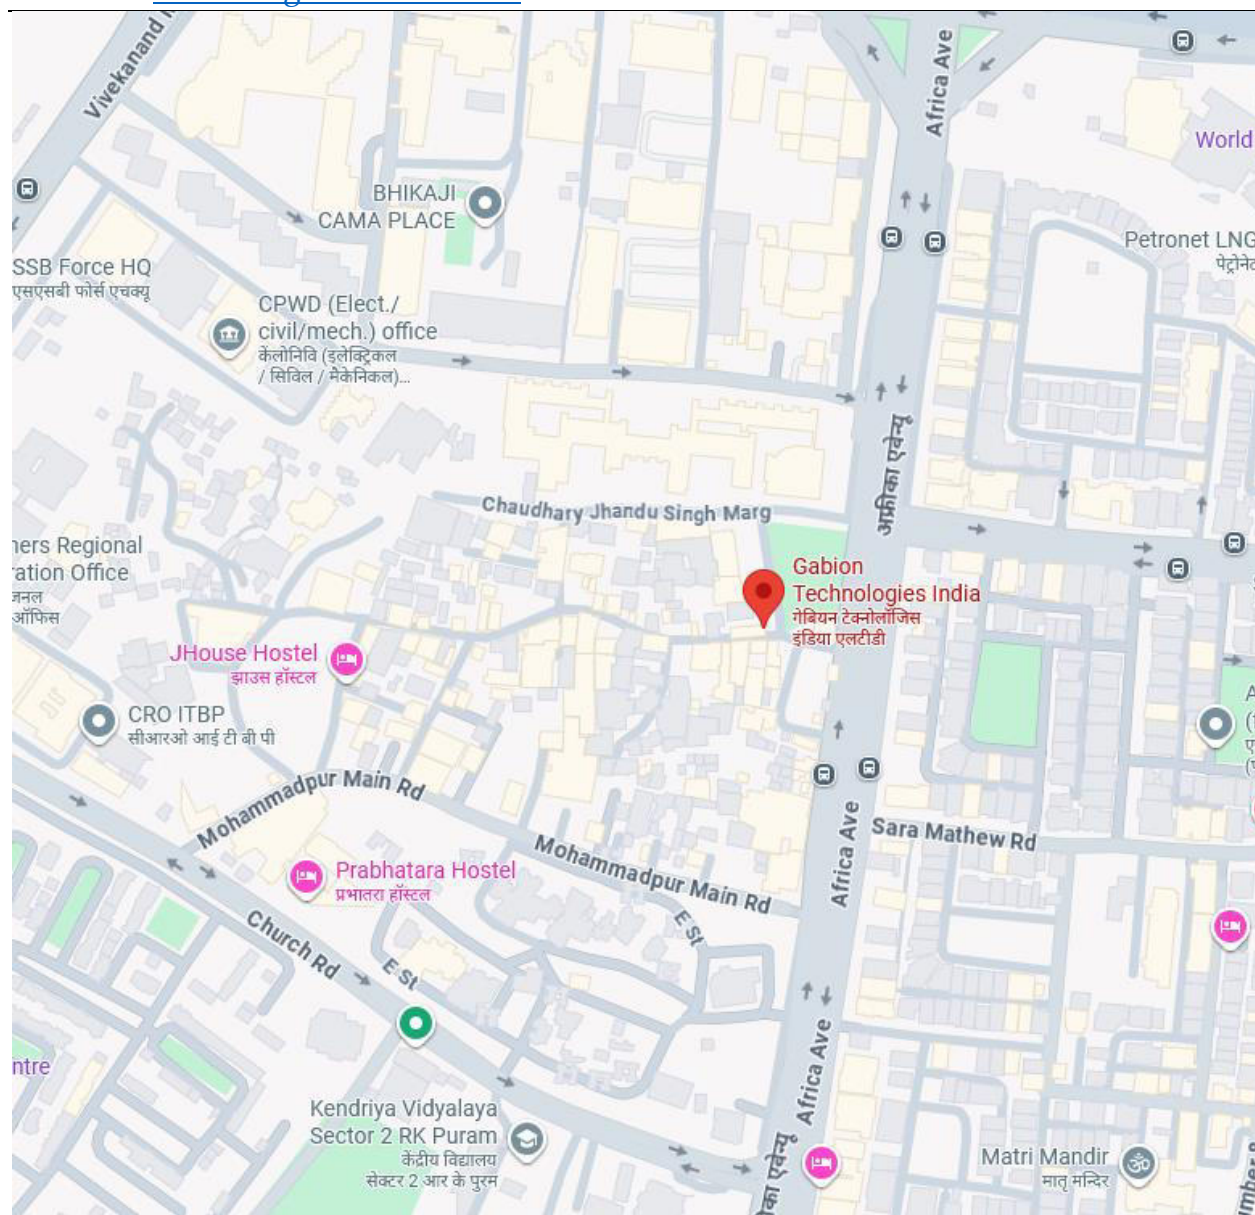 Vivekanand
Africa Ave
World
BHIKAJI
CAMA PLACE
Petronet LNG
SSB Force HQ
एसएसबी फोर्स एचक्यू
CPWD (Elect./
civil/mech.) office
केंलोनिवि (इलेक्ट्रिकल
/ सिविल / मैकेनिकल)...
अफ्रीका एवेन्यू
Chaudhary Jhandu Singh Marg
ners Regional
ration Office
जनल
ऑफिस
Gabion
Technologies India
गेबियन टेक्नोलॉजिस
इंडिया एलटीडी
JHouse Hostel
झाउस हॉस्टल
CRO ITBP
सीआरओ आई टी बी पी
A
Mohammadpur Main Rd
Africa Ave
Sara Mathew Rd
Mohammadpur Main Rd
Prabhatara Hostel
प्रभातरा हॉस्टल
E St
Church Rd
E St
Africa Ave
ntre
Kendriya Vidyalaya
Sector 2 RK Puram
केंद्रीय विद्यालय
सेक्टर 2 आर के पुरम
Matri Mandir
मातृ मन्दिर
ॐ
ीका एवेन्यू